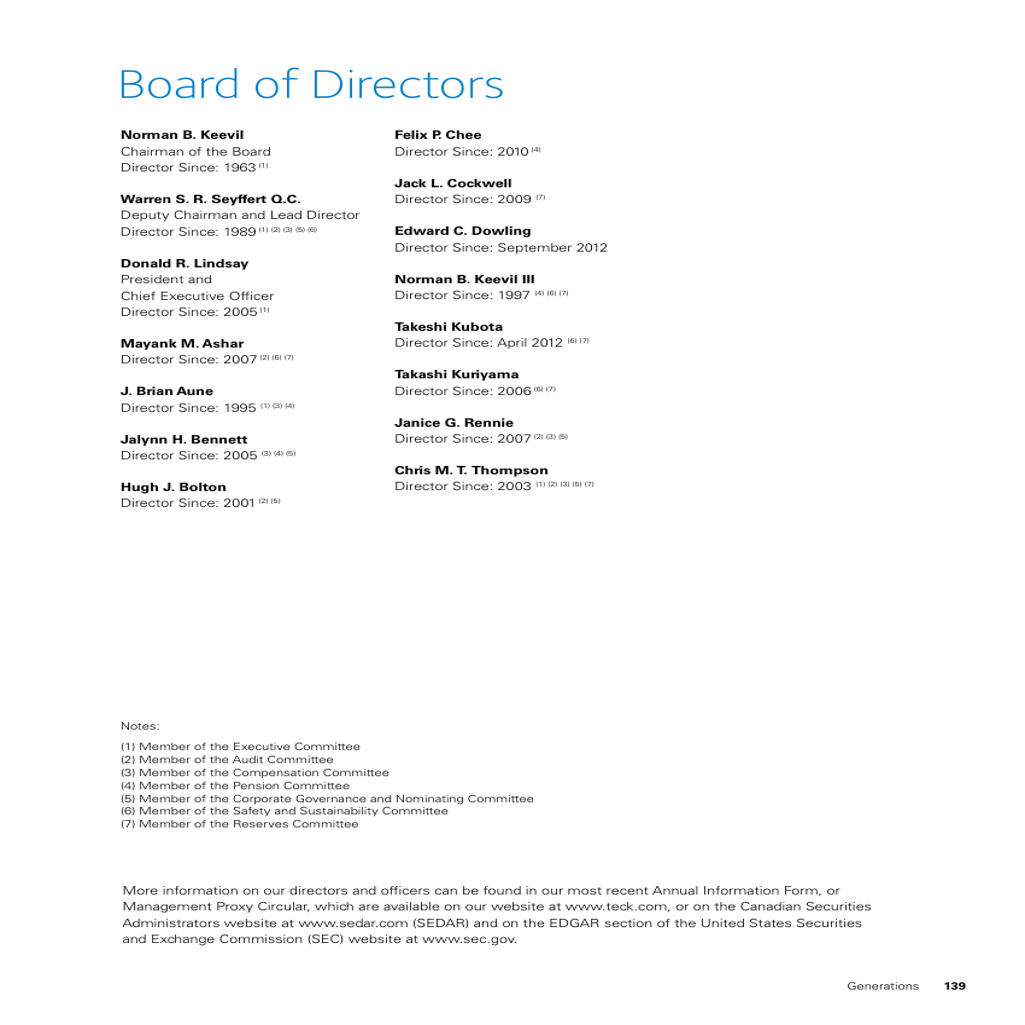 Board of Directors
Norman B. Keevil
Chairman of the Board
Director Since: 1963 (1)
Warren S. R. Seyffert Q.C.
Deputy Chairman and Lead Director
Director Since: 1989 (1) (2) (3) (5) (6)
Donald R. Lindsay
President and
Chief Executive Officer
Director Since: 2005 (1)
Mayank M. Ashar
Director Since: 2007 (2) (6) (7)
J. Brian Aune
Director Since: 1995 (1) (3) (4)
Jalynn H. Bennett
Director Since: 2005 (3) (4) (5)
Hugh J. Bolton
Director Since: 2001 (2) (5)
Felix P. Chee
Director Since: 2010 (4)
Jack L. Cockwell
Director Since: 2009 (7)
Edward C. Dowling
Director Since: September 2012
Norman B. Keevil III
Director Since: 1997 (4) (6) (7)
Takeshi Kubota
Director Since: April 2012 (6) (7)
Takashi Kuriyama
Director Since: 2006 (6) (7)
Janice G. Rennie
Director Since: 2007 (2) (3) (5)
Chris M. T. Thompson
Director Since: 2003 (1) (2) (3) (5) (7)
Notes:
(1) Member of the Executive Committee
(2) Member of the Audit Committee
(3) Member of the Compensation Committee
(4) Member of the Pension Committee
(5) Member of the Corporate Governance and Nominating Committee
(6) Member of the Safety and Sustainability Committee
(7) Member of the Reserves Committee
More information on our directors and officers can be found in our most recent Annual Information Form, or
Management Proxy Circular, which are available on our website at www.teck.com, or on the Canadian Securities
Administrators website at www.sedar.com (SEDAR) and on the EDGAR section of the United States Securities
and Exchange Commission (SEC) website at www.sec.gov.
Generations 139